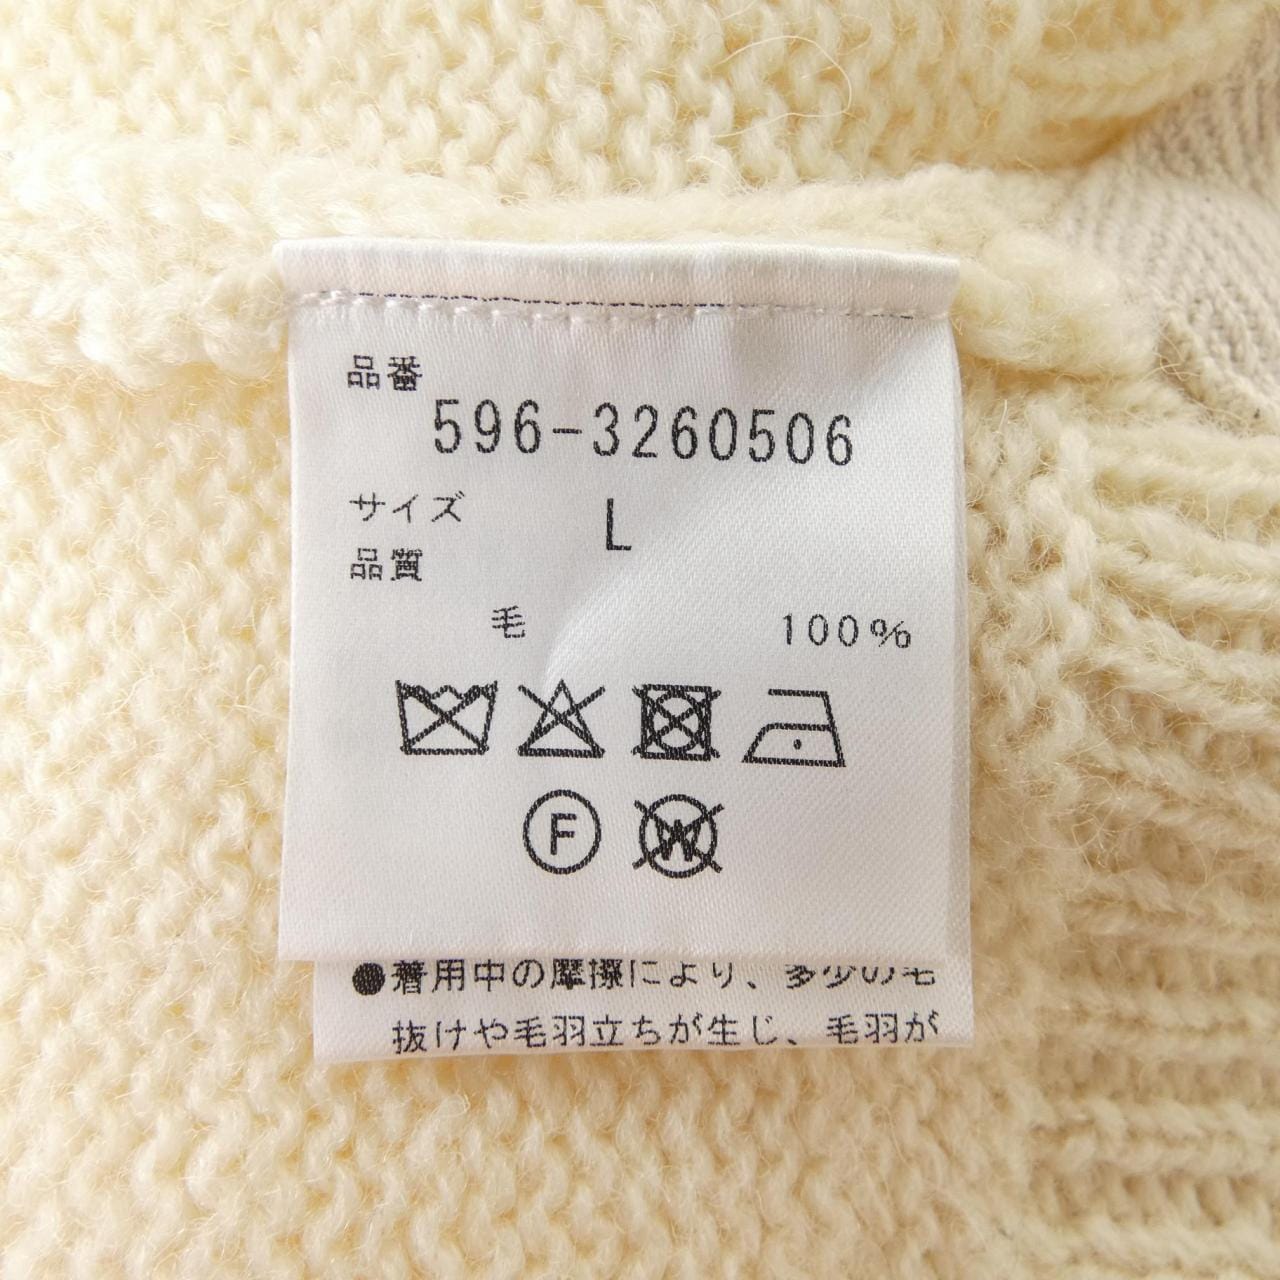 品番
596-3260506
サイズ L
品質
毛 100%
F
W
●着用中の摩擦により、多少の毛
抜けや毛羽立ちが生じ、毛羽が